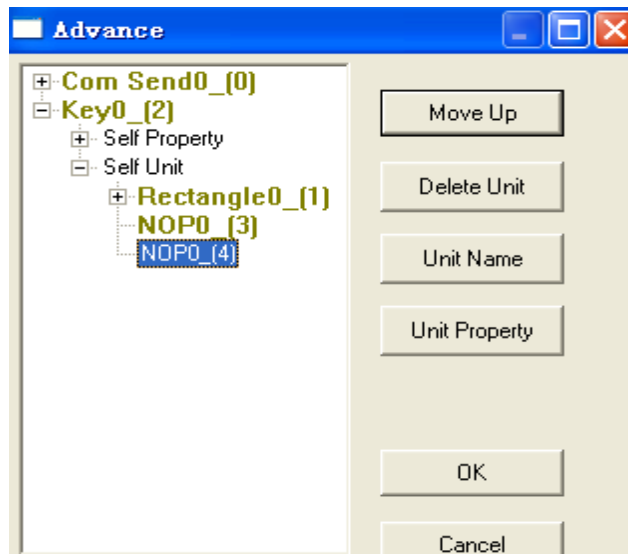 Advance
Com Send0_(0)
Key0_(2)
Self Property
Self Unit
Rectangle0_(1)
NOP0_(3)
NOP0_(4)
Move Up
Delete Unit
Unit Name
Unit Property
OK
Cancel